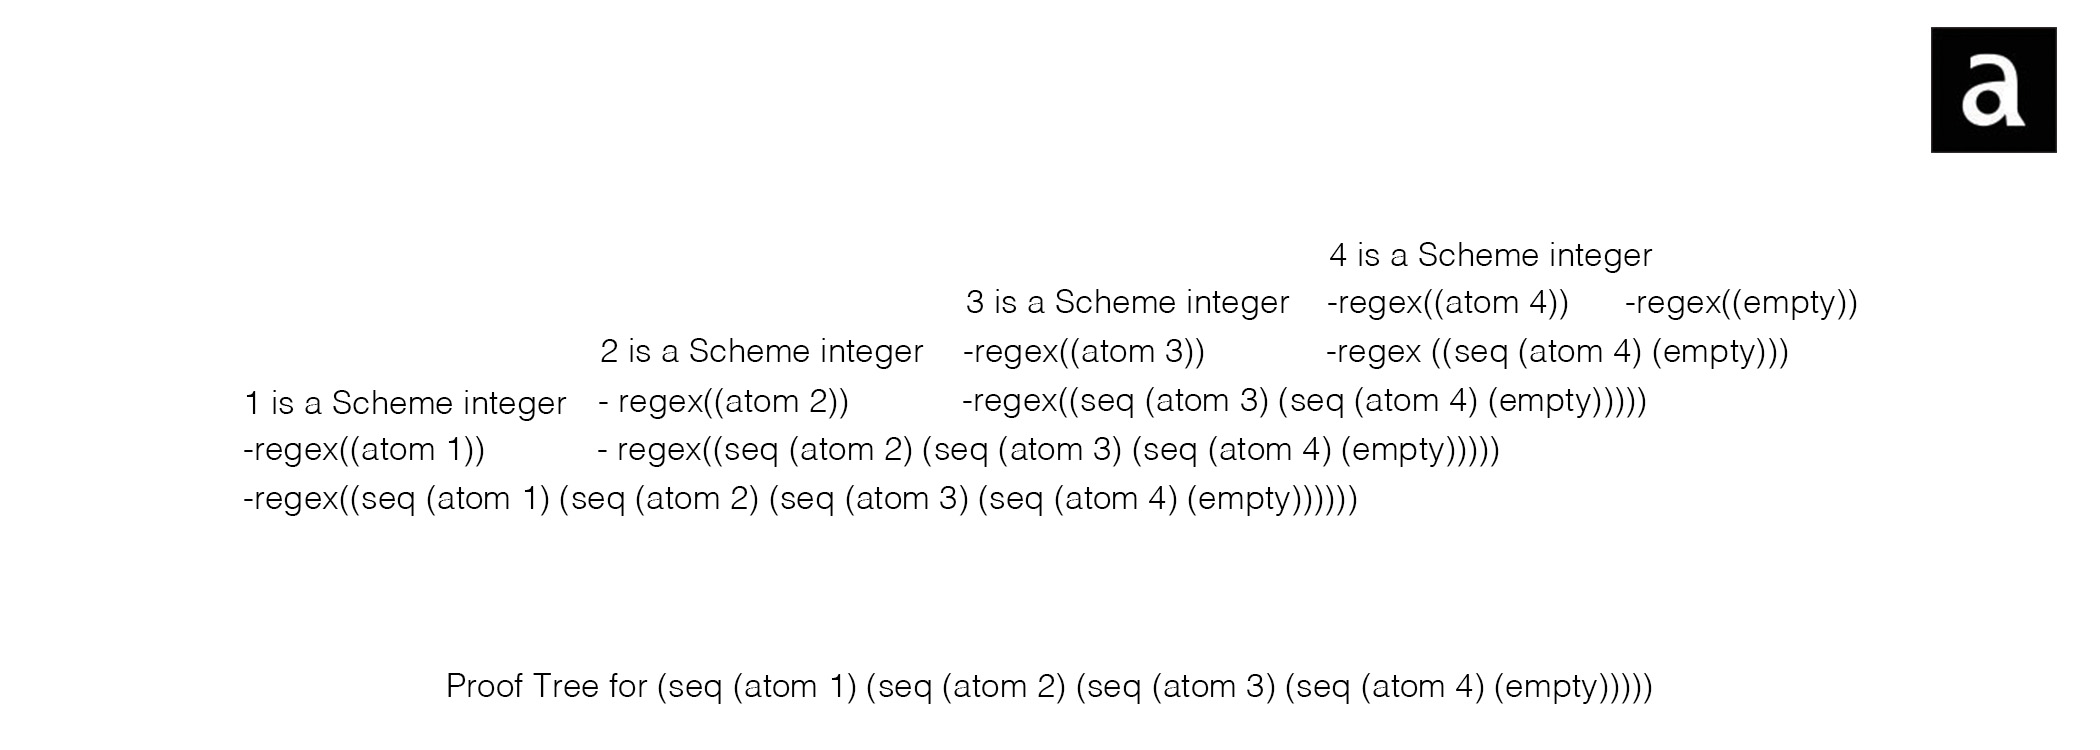 a
4 is a Scheme integer
3 is a Scheme integer -regex((atom 4)) -regex((empty))
2 is a Scheme integer -regex((atom 3)) -regex ((seq (atom 4) (empty)))
1 is a Scheme integer - regex((atom 2)) -regex((seq (atom 3) (seq (atom 4) (empty)))))
-regex((atom 1)) - regex((seq (atom 2) (seq (atom 3) (seq (atom 4) (empty)))))
-regex((seq (atom 1) (seq (atom 2) (seq (atom 3) (seq (atom 4) (empty))))))
Proof Tree for (seq (atom 1) (seq (atom 2) (seq (atom 3) (seq (atom 4) (empty)))))